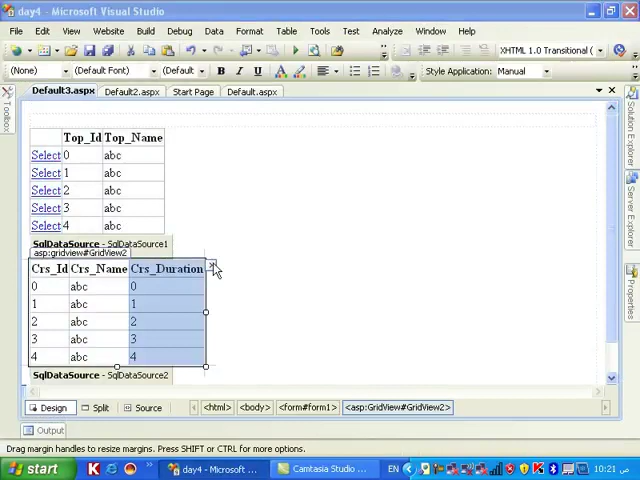 day4 - Microsoft Visual Studio
File Edit View Website Build Debug Data Format Table Tools Test Analyze Window Help
XHTML 1.0 Transitional (
(None) (Default Font) (Default B I U A Style Application: Manual
Default3.aspx Default2.aspx Start Page Default.aspx
Toolbox
Solution Explorer
Server Explorer
Properties
Top_Id Top_Name
Select 0 abc
Select 1 abc
Select 2 abc
Select 3 abc
Select 4 abc
SqlDataSource - SqlDataSource1
asp:gridview#GridView2
Crs_Id Crs_Name Crs_Duration
0 abc 0
1 abc 1
2 abc 2
3 abc 3
4 abc 4
SqlDataSource - SqlDataSource2
Design Split Source <html> <body> <form#form1> <asp:GridView#GridView2>
Output
Drag margin handles to resize margins. Press SHIFT or CTRL for more options.
start day4 - Microsoft Vis... Camtasia Studio ... EN 10:21 ص